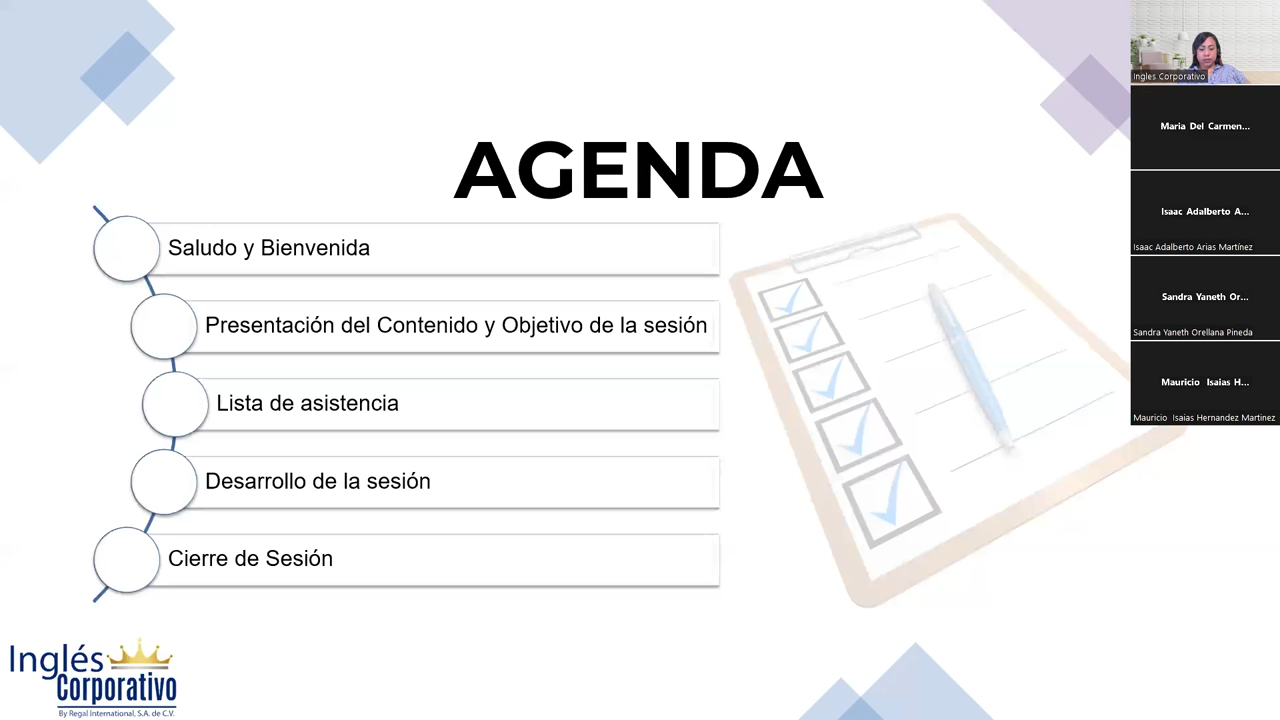 AGENDA
Saludo y Bienvenida
Presentación del Contenido y Objetivo de la sesión
Lista de asistencia
Desarrollo de la sesión
Cierre de Sesión
Inglés
Corporativo
By Regal International, S.A. de C.V.
Ingles Corporativo
Maria Del Carmen...
Isaac Adalberto A...
Isaac Adalberto Arias Martínez
Sandra Yaneth Or...
Sandra Yaneth Orellana Pineda
Mauricio Isaias H...
Mauricio Isaias Hernandez Martinez